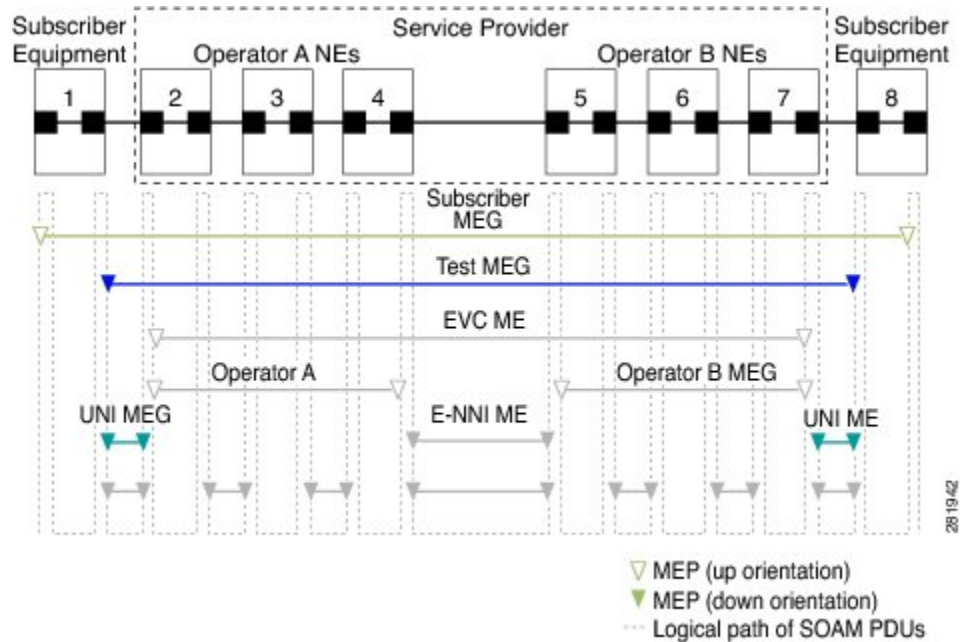 Subscriber
Equipment
Service Provider
Subscriber
Equipment
Operator A NEs
Operator B NEs
1
2
3
4
5
6
7
8
Subscriber
MEG
Test MEG
EVC ME
Operator A
Operator B MEG
UNI MEG
E-NNI ME
UNI ME
281942
MEP (up orientation)
MEP (down orientation)
Logical path of SOAM PDUs